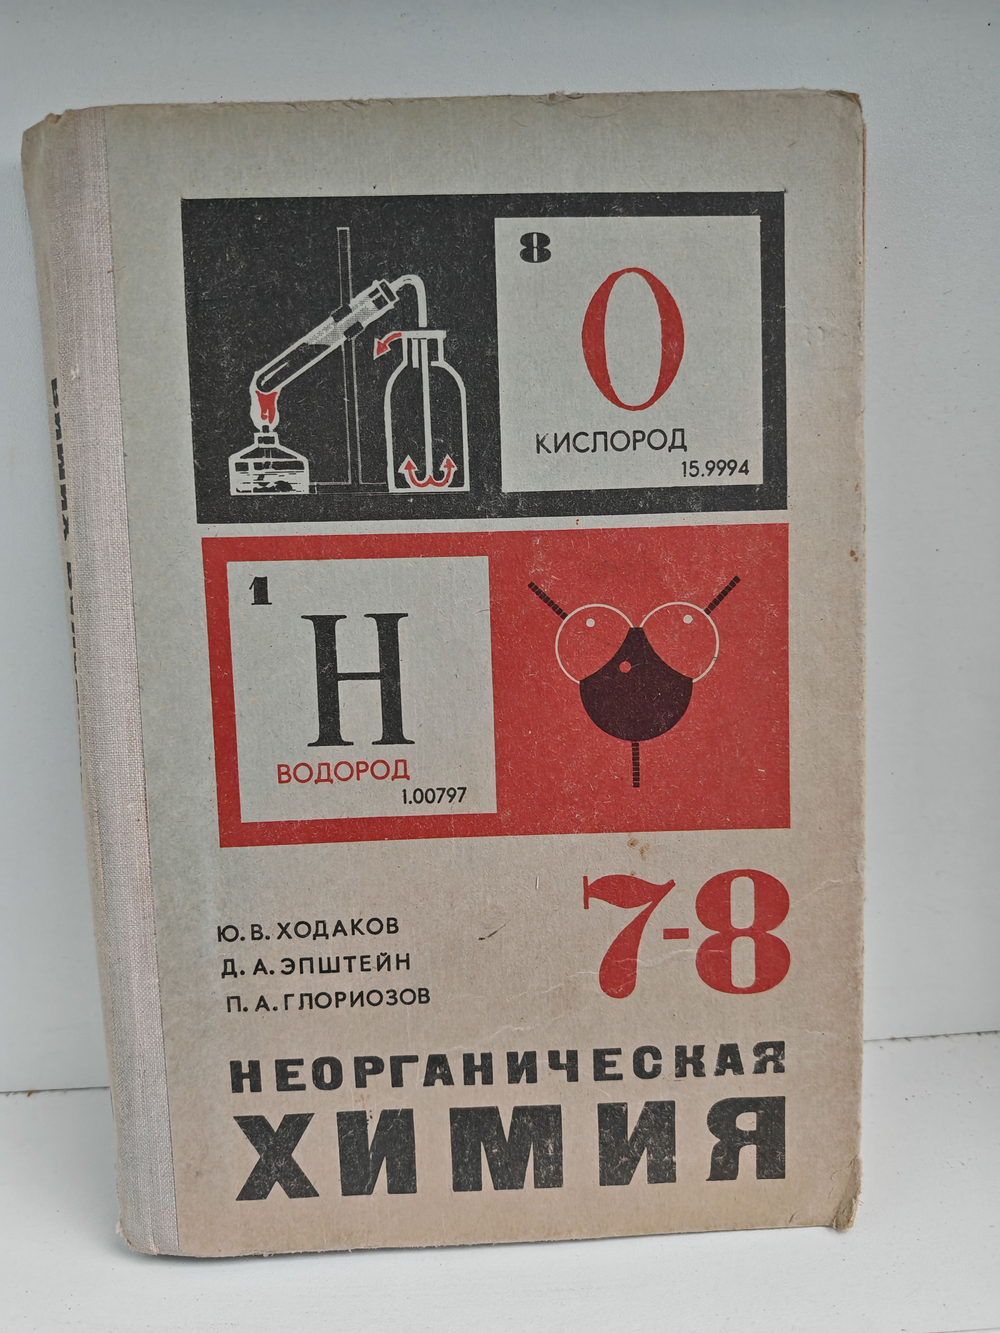 8
О
КИСЛОРОД
15.9994
1
Н
ВОДОРОД
1.00797
7-8
Ю. В. ХОДАКОВ
Д. А. ЭПШТЕЙН
П. А. ГЛОРИОЗОВ
НЕОРГАНИЧЕСКАЯ
ХИМИЯ